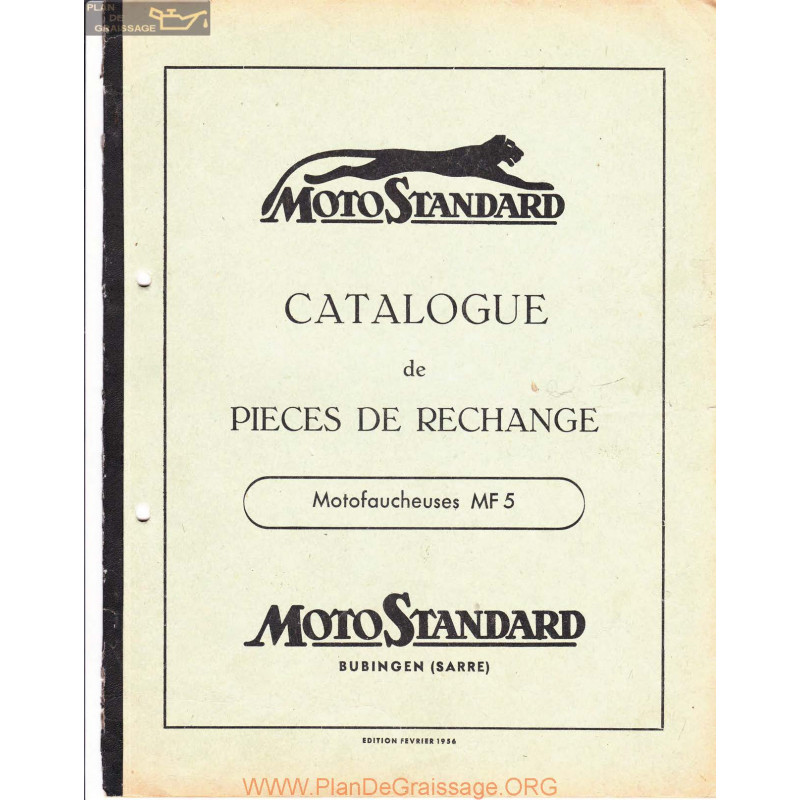 PLAN
DE
GRAISSAGE
MOTOSTANDARD
CATALOGUE
de
PIECES DE RECHANGE
Motofaucheuses MF 5
MOTOSTANDARD
BUBINGEN (SARRE)
EDITION FEVRIER 1956
www.PlanDeGraissage.ORG